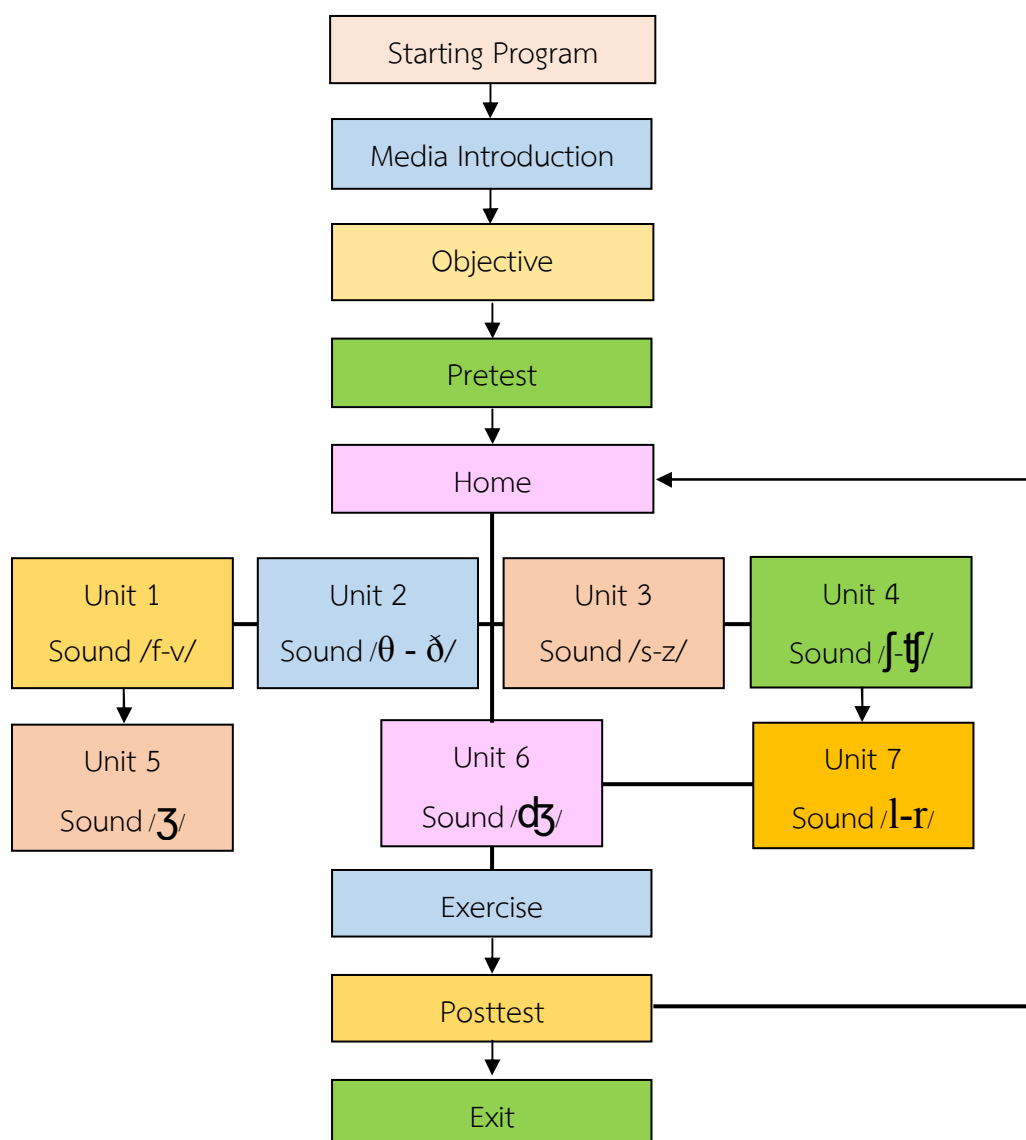 Starting Program
Media Introduction
Objective
Pretest
Home
Unit 1
Sound /f-v/
Unit 2
Sound /θ - ð/
Unit 3
Sound /s-z/
Unit 4
Sound /ʃ-ʧ/
Unit 5
Sound /ʒ/
Unit 6
Sound /ʤ/
Unit 7
Sound /l-r/
Exercise
Posttest
Exit